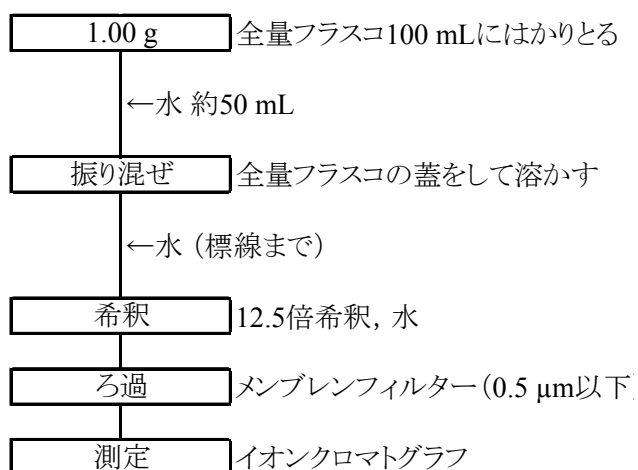 1.00 g 全量フラスコ100 mLにはかりとる
←水 約50 mL
振り混ぜ 全量フラスコの蓋をして溶かす
←水 (標線まで)
希釈 12.5倍希釈, 水
ろ過 メンブレンフィルター(0.5 µm以下)
測定 イオンクロマトグラフ